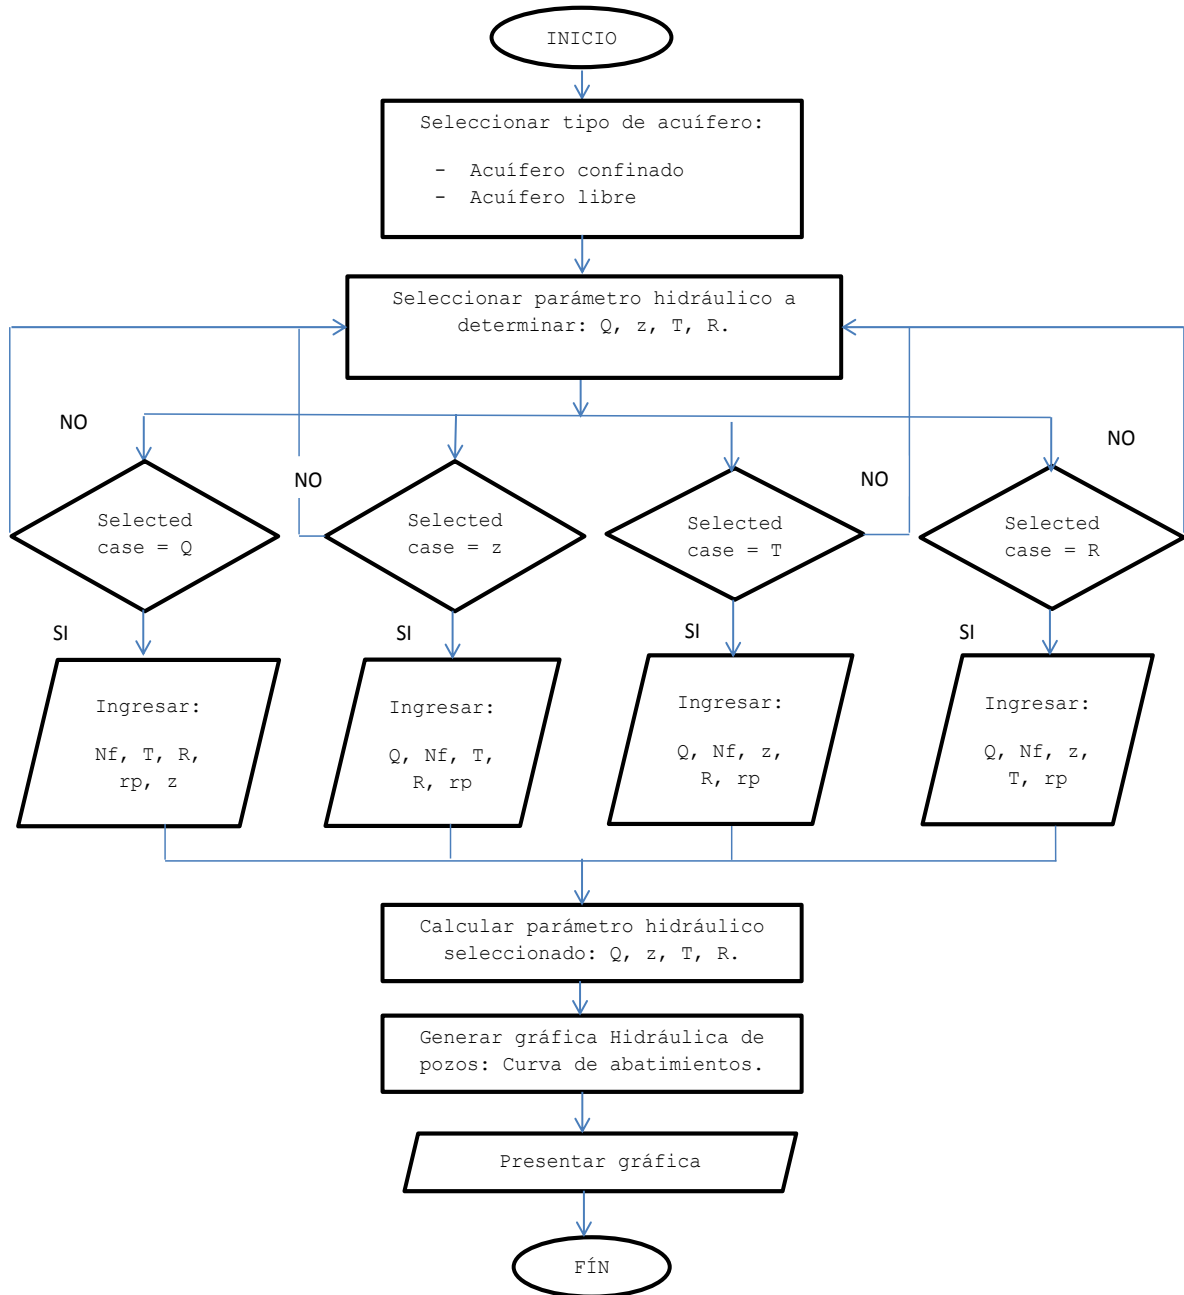 INICIO
Seleccionar tipo de acuífero:
- Acuífero confinado
- Acuífero libre
Seleccionar parámetro hidráulico a
determinar: Q, z, T, R.
NO
NO
NO
NO
Selected
case = Q
Selected
case = z
Selected
case = T
Selected
case = R
SI
SI
SI
SI
Ingresar:
Nf, T, R,
rp, z
Ingresar:
Q, Nf, T,
R, rp
Ingresar:
Q, Nf, z,
R, rp
Ingresar:
Q, Nf, z,
T, rp
Calcular parámetro hidráulico
seleccionado: Q, z, T, R.
Generar gráfica Hidráulica de
pozos: Curva de abatimientos.
Presentar gráfica
FÍN